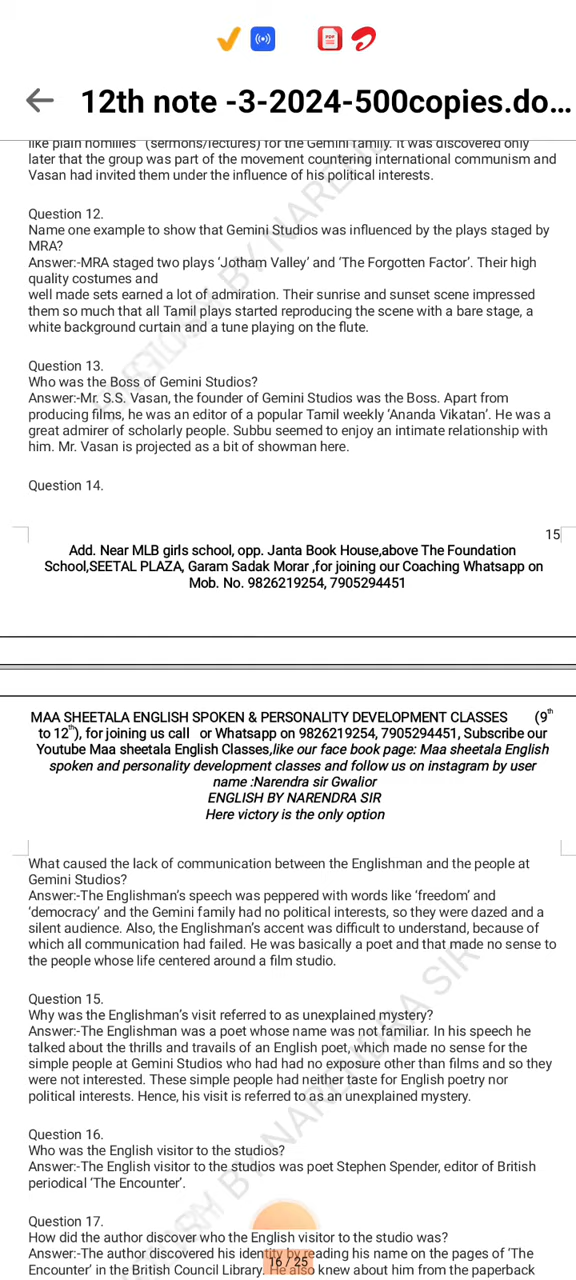 12th note -3-2024-500copies.do...
like plain homilies" (sermons/lectures) for the Gemini family. It was discovered only
later that the group was part of the movement countering international communism and
Vasan had invited them under the influence of his political interests.
Question 12.
Name one example to show that Gemini Studios was influenced by the plays staged by
MRA?
Answer:-MRA staged two plays ‘Jotham Valley’ and ‘The Forgotten Factor’. Their high
quality costumes and
well made sets earned a lot of admiration. Their sunrise and sunset scene impressed
them so much that all Tamil plays started reproducing the scene with a bare stage, a
white background curtain and a tune playing on the flute.
Question 13.
Who was the Boss of Gemini Studios?
Answer:-Mr. S.S. Vasan, the founder of Gemini Studios was the Boss. Apart from
producing films, he was an editor of a popular Tamil weekly ‘Ananda Vikatan’. He was a
great admirer of scholarly people. Subbu seemed to enjoy an intimate relationship with
him. Mr. Vasan is projected as a bit of showman here.
Question 14.
15
Add. Near MLB girls school, opp. Janta Book House,above The Foundation
School,SEETAL PLAZA, Garam Sadak Morar ,for joining our Coaching Whatsapp on
Mob. No. 9826219254, 7905294451
MAA SHEETALA ENGLISH SPOKEN & PERSONALITY DEVELOPMENT CLASSES (9th
to 12th), for joining us call or Whatsapp on 9826219254, 7905294451, Subscribe our
Youtube Maa sheetala English Classes,like our face book page: Maa sheetala English
spoken and personality development classes and follow us on instagram by user
name :Narendra sir Gwalior
ENGLISH BY NARENDRA SIR
Here victory is the only option
What caused the lack of communication between the Englishman and the people at
Gemini Studios?
Answer:-The Englishman’s speech was peppered with words like ‘freedom’ and
‘democracy’ and the Gemini family had no political interests, so they were dazed and a
silent audience. Also, the Englishman’s accent was difficult to understand, because of
which all communication had failed. He was basically a poet and that made no sense to
the people whose life centered around a film studio.
Question 15.
Why was the Englishman’s visit referred to as unexplained mystery?
Answer:-The Englishman was a poet whose name was not familiar. In his speech he
talked about the thrills and travails of an English poet, which made no sense for the
simple people at Gemini Studios who had had no exposure other than films and so they
were not interested. These simple people had neither taste for English poetry nor
political interests. Hence, his visit is referred to as an unexplained mystery.
Question 16.
Who was the English visitor to the studios?
Answer:-The English visitor to the studios was poet Stephen Spender, editor of British
periodical ‘The Encounter’.
Question 17.
How did the author discover who the English visitor to the studio was?
Answer:-The author discovered his identity by reading his name on the pages of ‘The
16 / 25
Encounter’ in the British Council Library. He also knew about him from the paperback